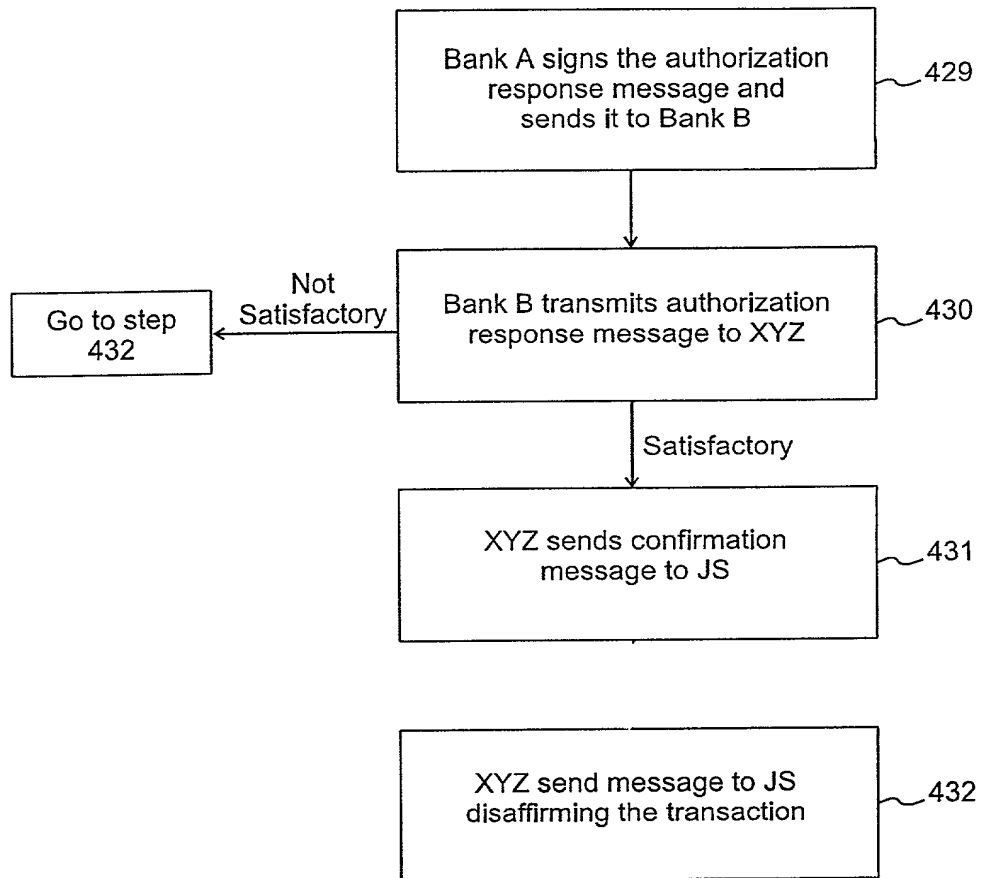 Bank A signs the authorization
response message and
sends it to Bank B
429
Not
Satisfactory
Go to step
432
Bank B transmits authorization
response message to XYZ
430
Satisfactory
XYZ sends confirmation
message to JS
431
XYZ send message to JS
disaffirming the transaction
432